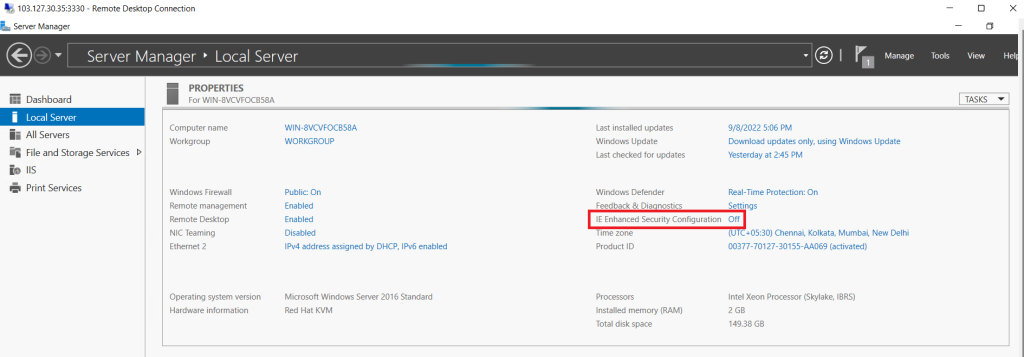 103.127.30.35:3330 - Remote Desktop Connection
Server Manager
Server Manager • Local Server
1
Manage
Tools
View
Help
Dashboard
Local Server
All Servers
File and Storage Services
IIS
Print Services
PROPERTIES
For WIN-8VCVFOCB58A
TASKS
Computer name WIN-8VCVFOCB58A
Workgroup WORKGROUP
Last installed updates 9/8/2022 5:06 PM
Windows Update Download updates only, using Windows Update
Last checked for updates Yesterday at 2:45 PM
Windows Firewall Public: On
Remote management Enabled
Remote Desktop Enabled
NIC Teaming Disabled
Ethernet 2 IPv4 address assigned by DHCP, IPv6 enabled
Windows Defender Real-Time Protection: On
Feedback & Diagnostics Settings
IE Enhanced Security Configuration Off
Time zone (UTC+05:30) Chennai, Kolkata, Mumbai, New Delhi
Product ID 00377-70127-30155-AA069 (activated)
Operating system version Microsoft Windows Server 2016 Standard
Hardware information Red Hat KVM
Processors Intel Xeon Processor (Skylake, IBRS)
Installed memory (RAM) 2 GB
Total disk space 149.38 GB